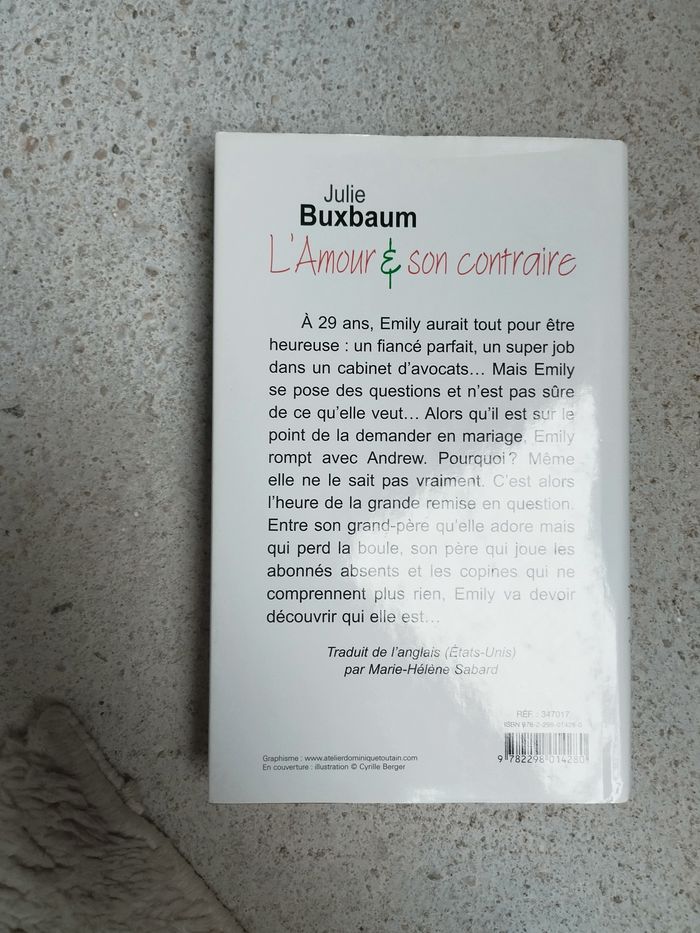 Julie
Buxbaum
L'Amour & son contraire
À 29 ans, Emily aurait tout pour être
heureuse : un fiancé parfait, un super job
dans un cabinet d'avocats… Mais Emily
se pose des questions et n'est pas sûre
de ce qu'elle veut… Alors qu'il est sur le
point de la demander en mariage, Emily
rompt avec Andrew. Pourquoi ? Même
elle ne le sait pas vraiment. C'est alors
l'heure de la grande remise en question.
Entre son grand-père qu'elle adore mais
qui perd la boule, son père qui joue les
abonnés absents et les copines qui ne
comprennent plus rien, Emily va devoir
découvrir qui elle est…
Traduit de l'anglais (États-Unis)
par Marie-Hélène Sabard
RÉF. : 347017
ISBN 978-2-298-01428-0
9 782298 014280
Graphisme : www.atelierdominiquetoutain.com
En couverture : illustration © Cyrille Berger